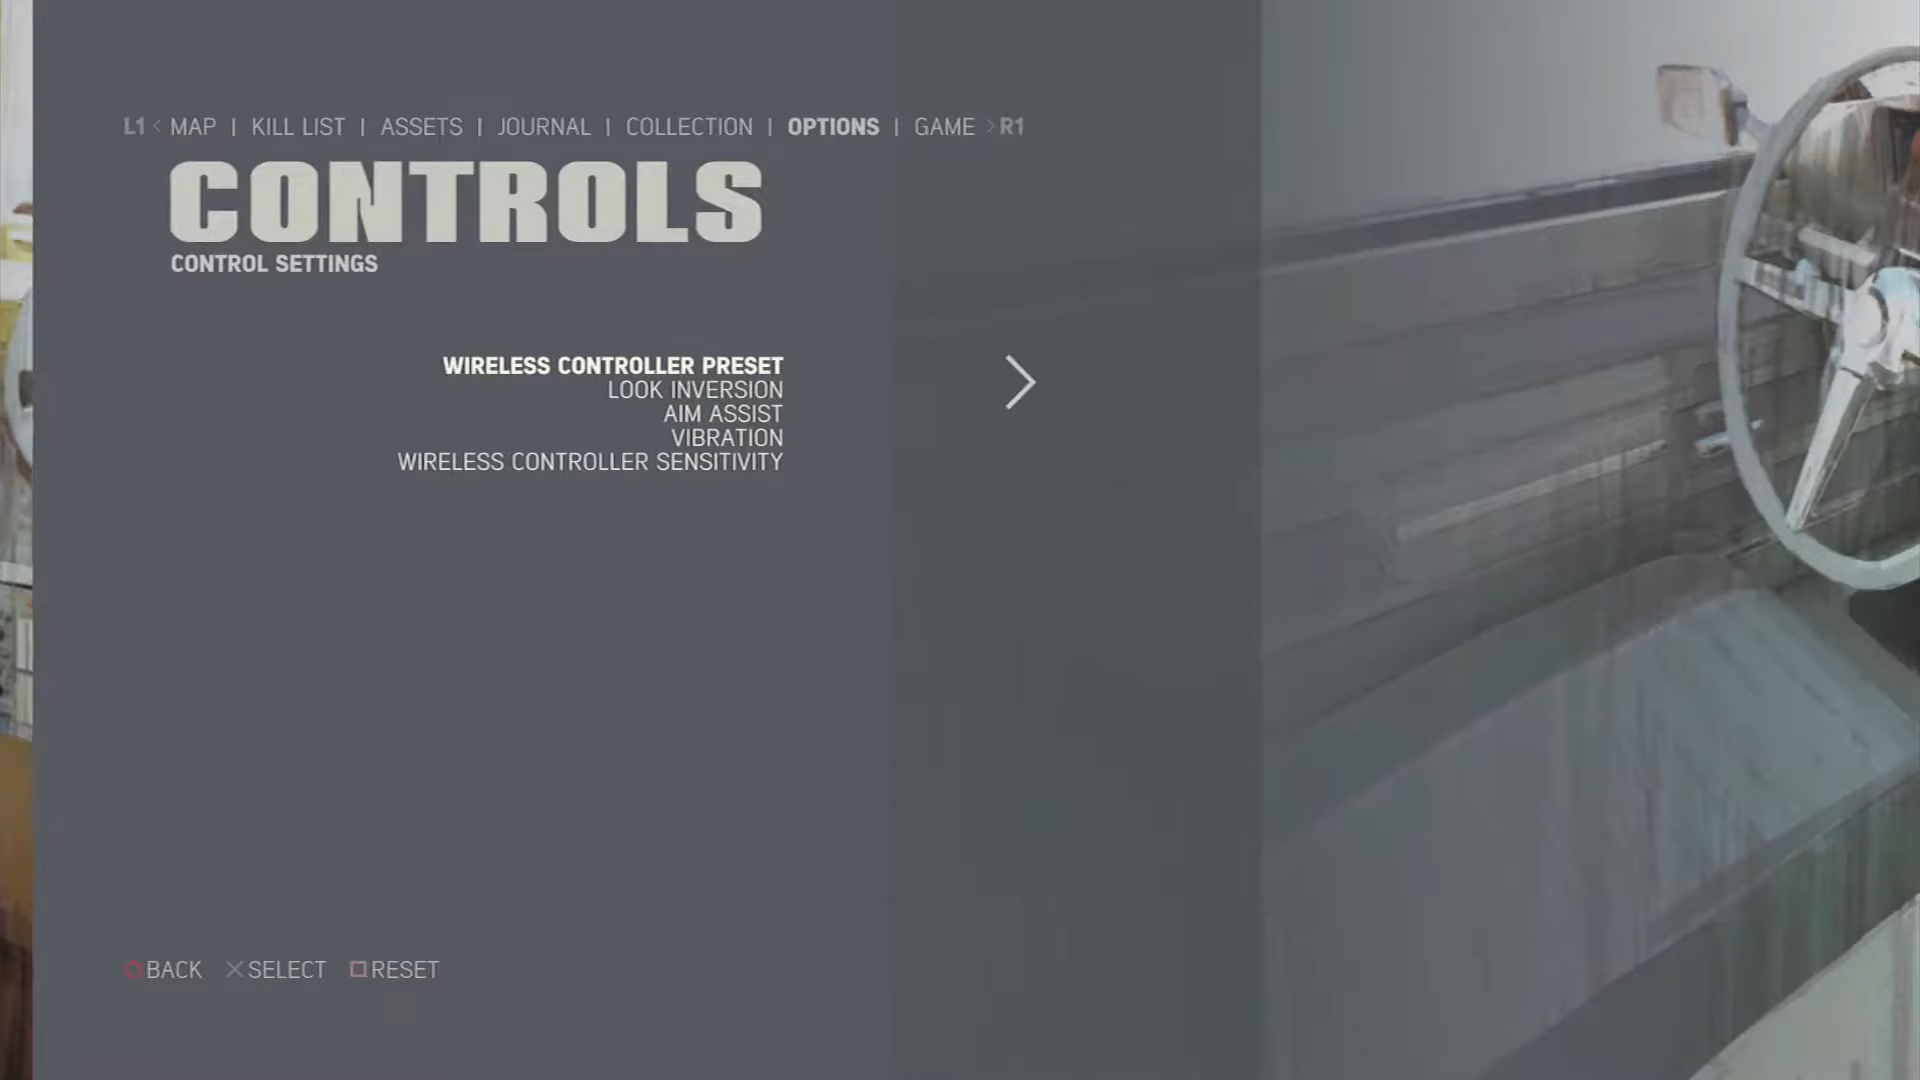 L1 < MAP | KILL LIST | ASSETS | JOURNAL | COLLECTION | OPTIONS | GAME > R1
CONTROLS
CONTROL SETTINGS
WIRELESS CONTROLLER PRESET
LOOK INVERSION
AIM ASSIST
VIBRATION
WIRELESS CONTROLLER SENSITIVITY
BACK SELECT RESET